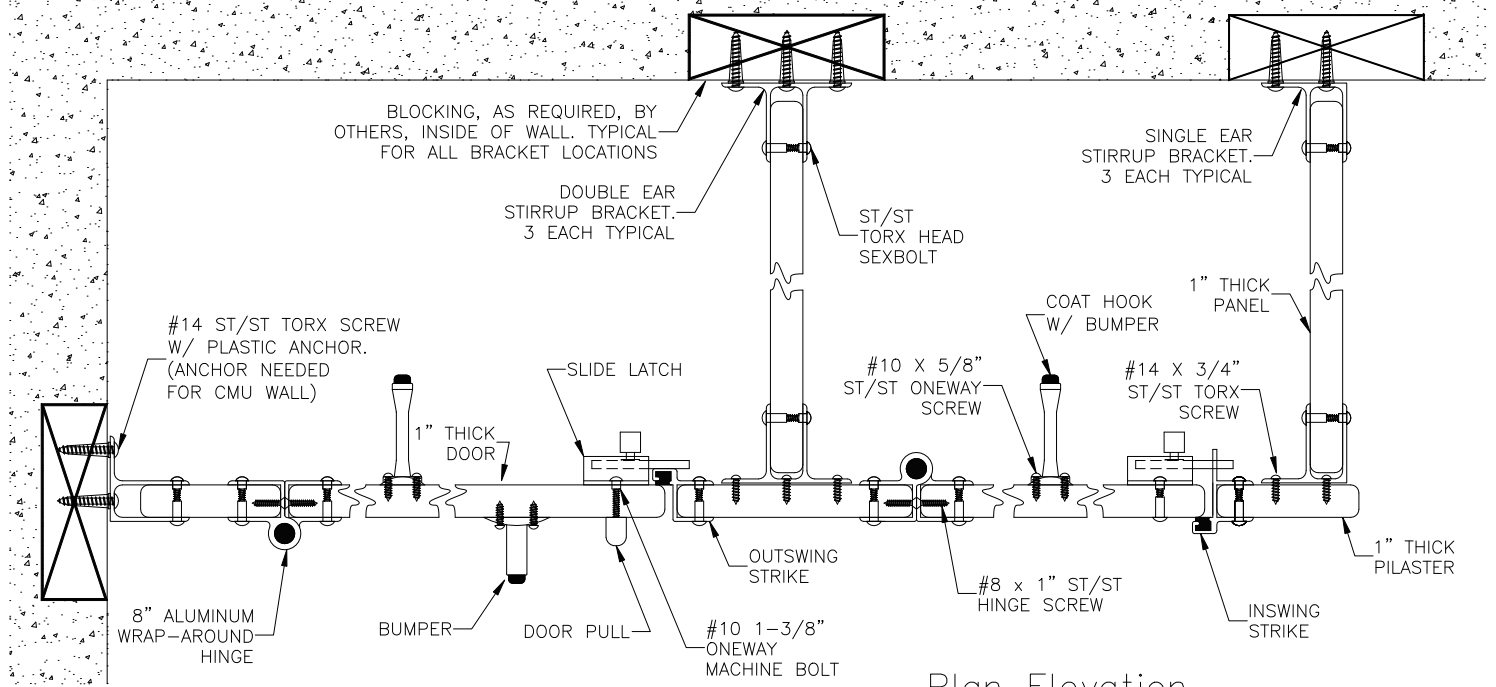 BLOCKING, AS REQUIRED, BY
OTHERS, INSIDE OF WALL. TYPICAL
FOR ALL BRACKET LOCATIONS
DOUBLE EAR
STIRRUP BRACKET.
3 EACH TYPICAL
ST/ST
TORX HEAD
SEXBOLT
SINGLE EAR
STIRRUP BRACKET.
3 EACH TYPICAL
1” THICK
PANEL
COAT HOOK
W/ BUMPER
#14 ST/ST TORX SCREW
W/ PLASTIC ANCHOR.
(ANCHOR NEEDED
FOR CMU WALL)
SLIDE LATCH
#10 X 5/8”
ST/ST ONEWAY
SCREW
#14 X 3/4”
ST/ST TORX
SCREW
1” THICK
DOOR
8” ALUMINUM
WRAP-AROUND
HINGE
BUMPER
DOOR PULL
#10 1-3/8”
ONEWAY
MACHINE BOLT
OUTSWING
STRIKE
#8 x 1” ST/ST
HINGE SCREW
INSWING
STRIKE
1” THICK
PILASTER
Plan Elevation